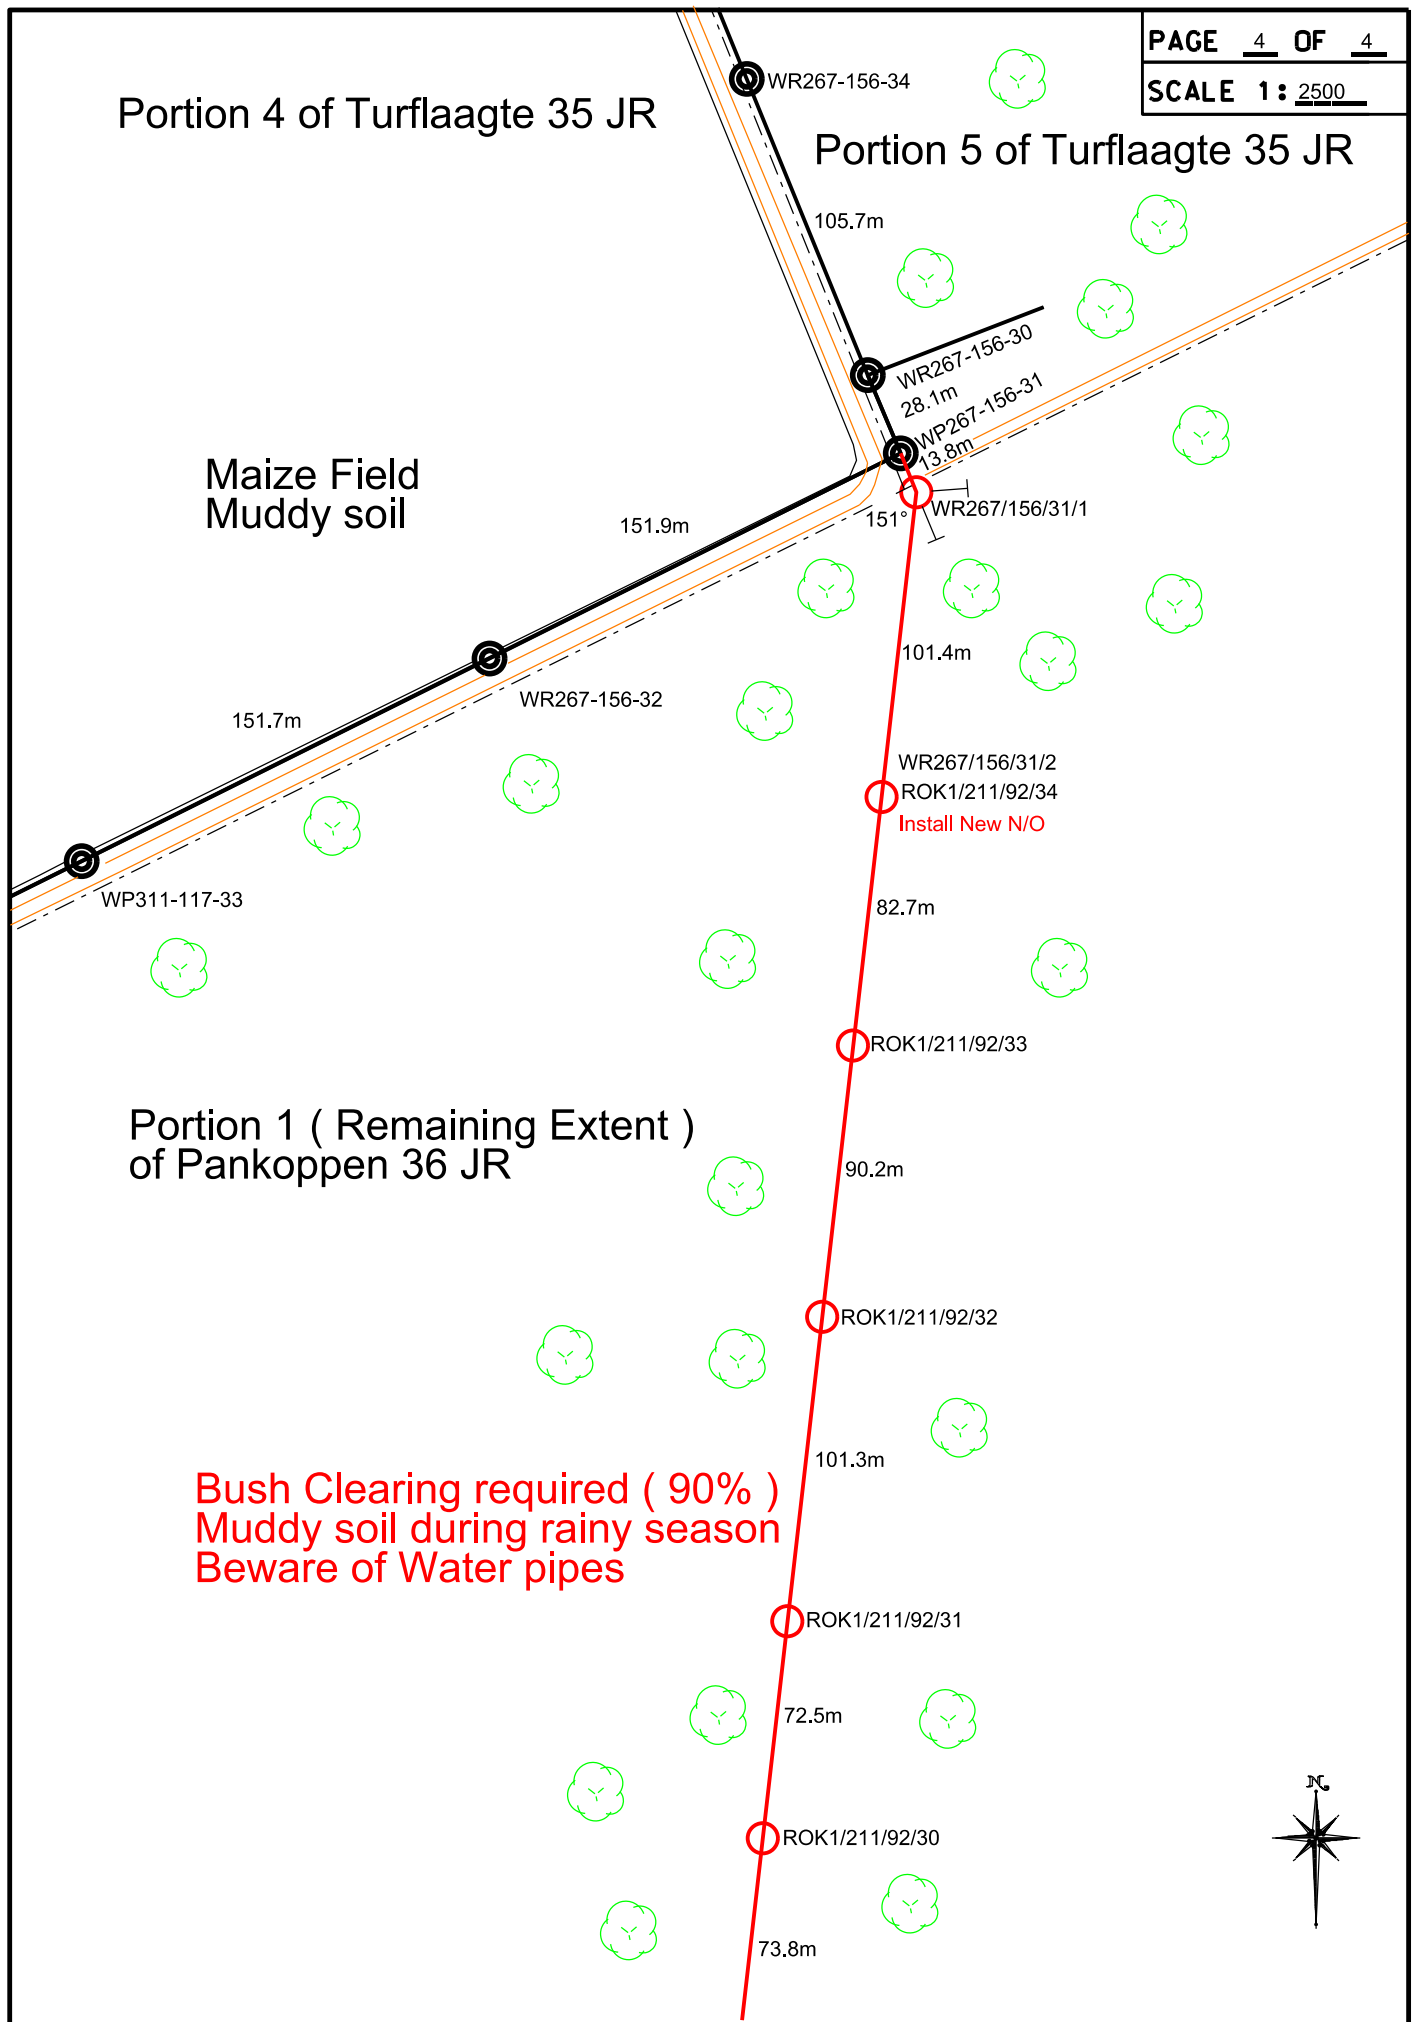 PAGE 4 OF 4
SCALE 1: 2500
WR267-156-34
Portion 4 of Turflaagte 35 JR
Portion 5 of Turflaagte 35 JR
105.7m
WR267-156-30
28.1m
WP267-156-31
13.8m
Maize Field
Muddy soil
151.9m
151°
WR267/156/31/1
101.4m
WR267-156-32
151.7m
WR267/156/31/2
ROK1/211/92/34
Install New N/O
WP311-117-33
82.7m
ROK1/211/92/33
Portion 1 ( Remaining Extent )
of Pankoppen 36 JR
90.2m
ROK1/211/92/32
101.3m
Bush Clearing required ( 90% )
Muddy soil during rainy season
Beware of Water pipes
ROK1/211/92/31
72.5m
N
ROK1/211/92/30
73.8m